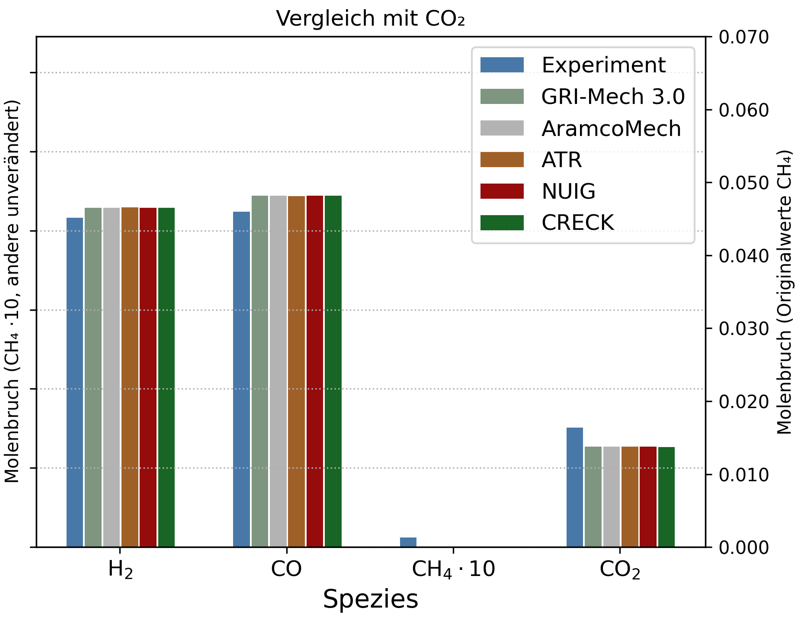 Vergleich mit CO₂
Molenbruch (CH₄ ·10, andere unverändert)
Experiment
GRI-Mech 3.0
AramcoMech
ATR
NUIG
CRECK
0.070
0.060
0.050
0.040
0.030
0.020
0.010
0.000
Molenbruch (Originalwerte CH₄)
H₂
CO
CH₄ · 10
CO₂
Spezies